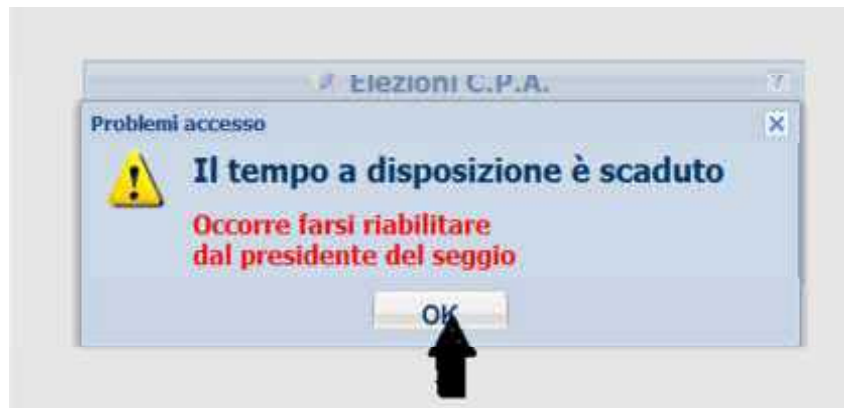 Elezioni C.P.A.
?
Problemi accesso
Il tempo a disposizione è scaduto
Occorre farsi riabilitare
dal presidente del seggio
OK